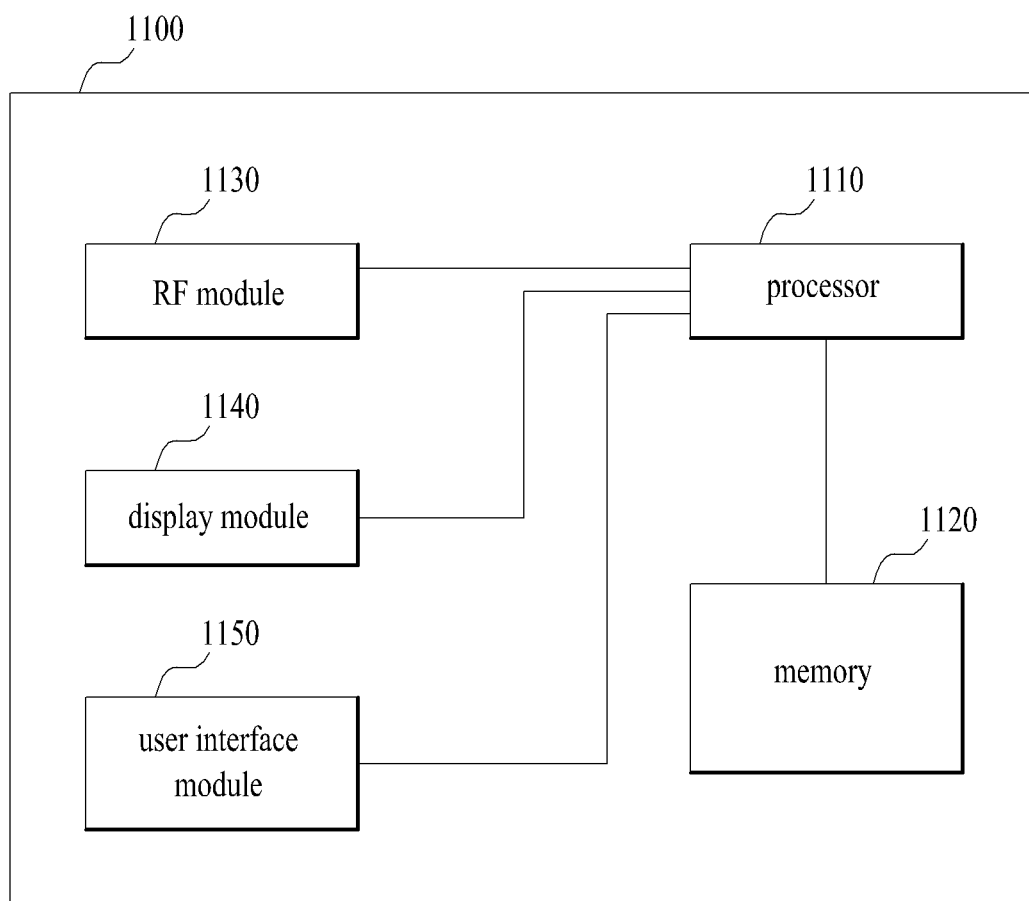 1100
1130
RF module
1110
processor
1140
display module
1120
memory
1150
user interface
module